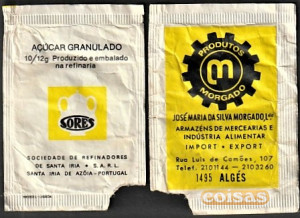 AÇÚCAR GRANULADO
10/12g Produzido e embalado
na refinaria
SORES
SOCIEDADE DE REFINADORES
DE SANTA IRIA • S.A.R.L.
SANTA IRIA DE AZÓIA - PORTUGAL
PRODUTOS
m
MORGADO
JOSÉ MARIA DA SILVA MORGADO, L.DA
ARMAZÉNS DE MERCEARIAS E
INDÚSTRIA ALIMENTAR
IMPORT • EXPORT
Rua Luís de Camões, 107
Telef. 2101144 - 2103260
1495 ALGÉS
coisas